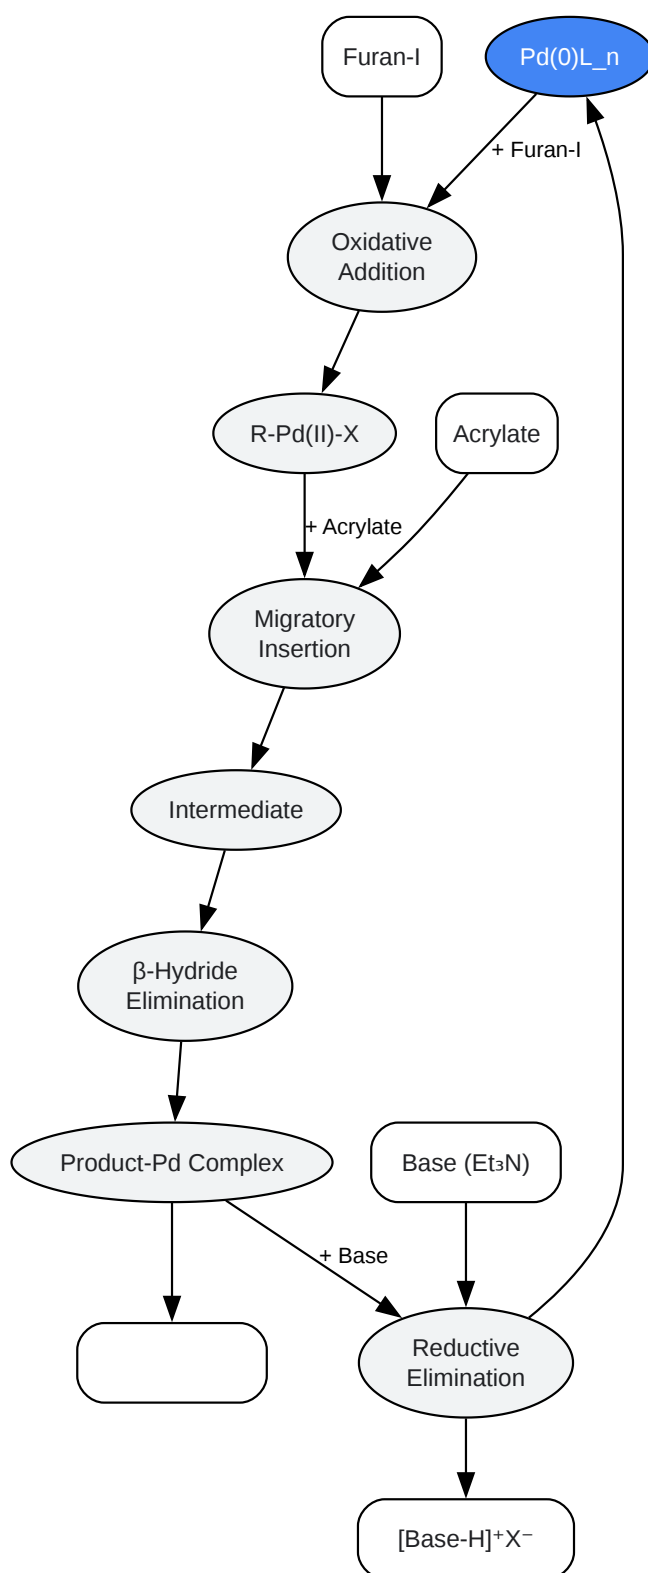 Furan-I
Pd(0)L_n
+ Furan-I
Oxidative
Addition
R-Pd(II)-X
Acrylate
+ Acrylate
Migratory
Insertion
Intermediate
β-Hydride
Elimination
Product-Pd Complex
Base (Et₃N)
+ Base
Reductive
Elimination
[Base-H]⁺X⁻